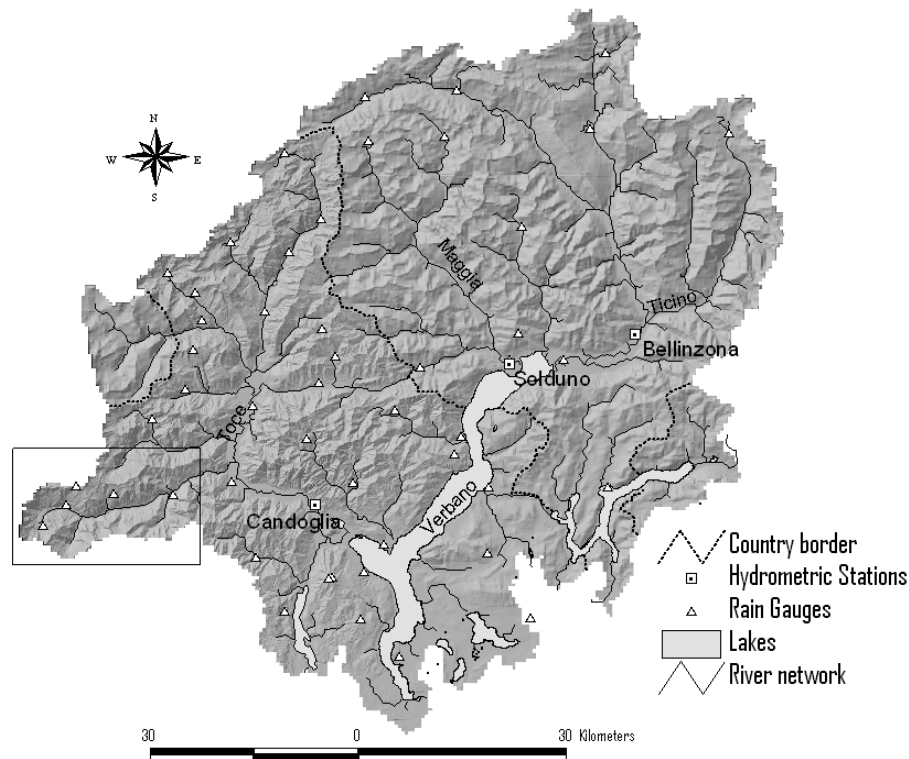 N
W E
S
Maggia
Ticino
Bellinzona
Solduno
Toce
Verbano
Candoglia
Country border
Hydrometric Stations
Rain Gauges
Lakes
River network
30 0 30 Kilometers